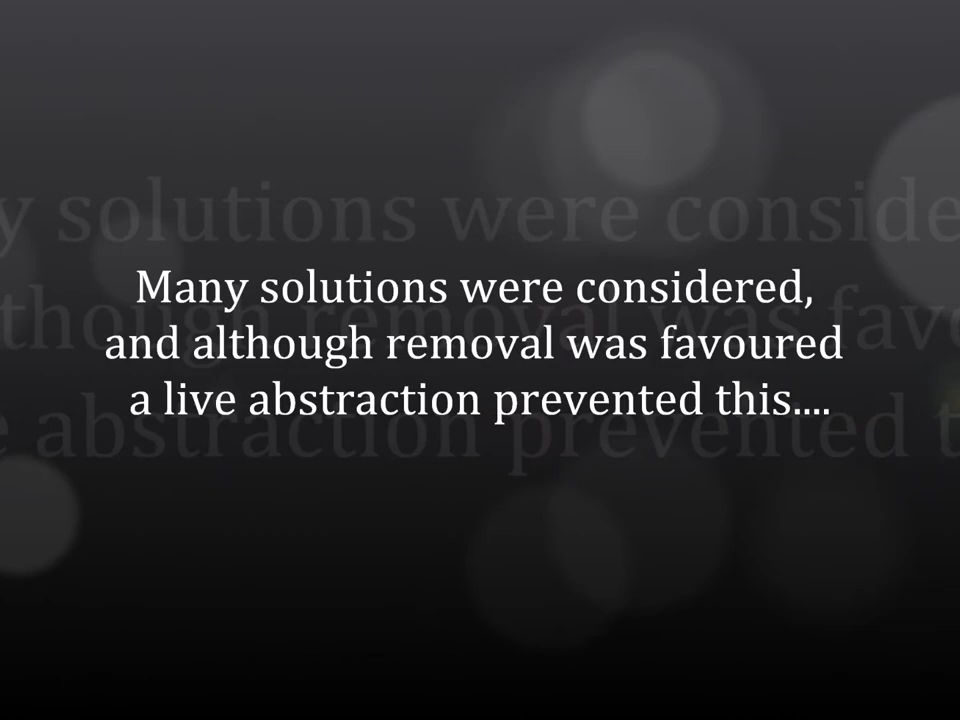 Many solutions were considered,
and although removal was favoured
a live abstraction prevented this....